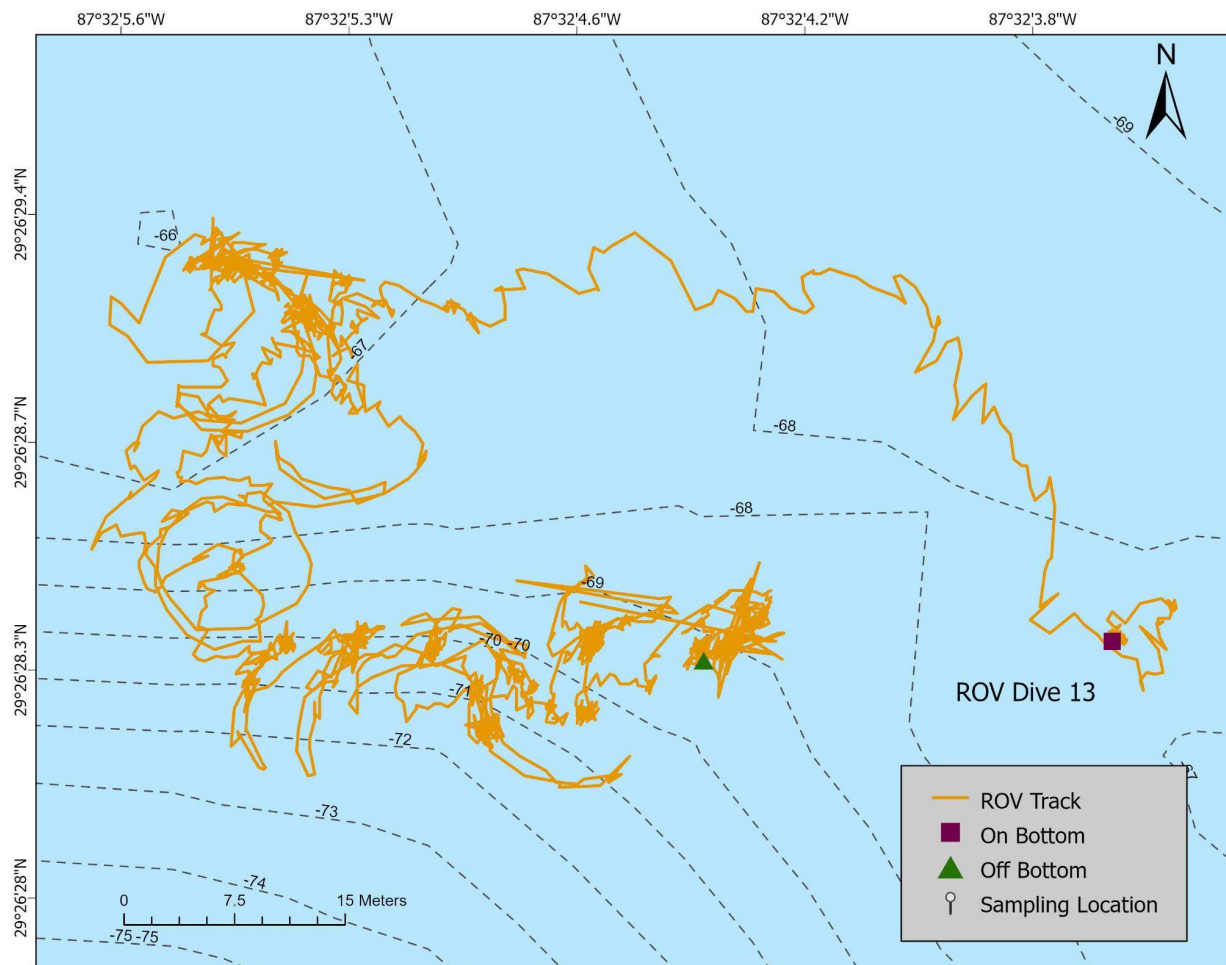 87°32'5.6"W 87°32'5.3"W 87°32'4.6"W 87°32'4.2"W 87°32'3.8"W
N
-69
29°26'29.4"N
-66
-67
29°26'28.7"N
-68
-68
-69
-70 -70
29°26'28.3"N
-71
ROV Dive 13
-72
-67
ROV Track
-73
On Bottom
Off Bottom
-74
29°26'28"N
0 7.5 15 Meters
Sampling Location
-75 -75